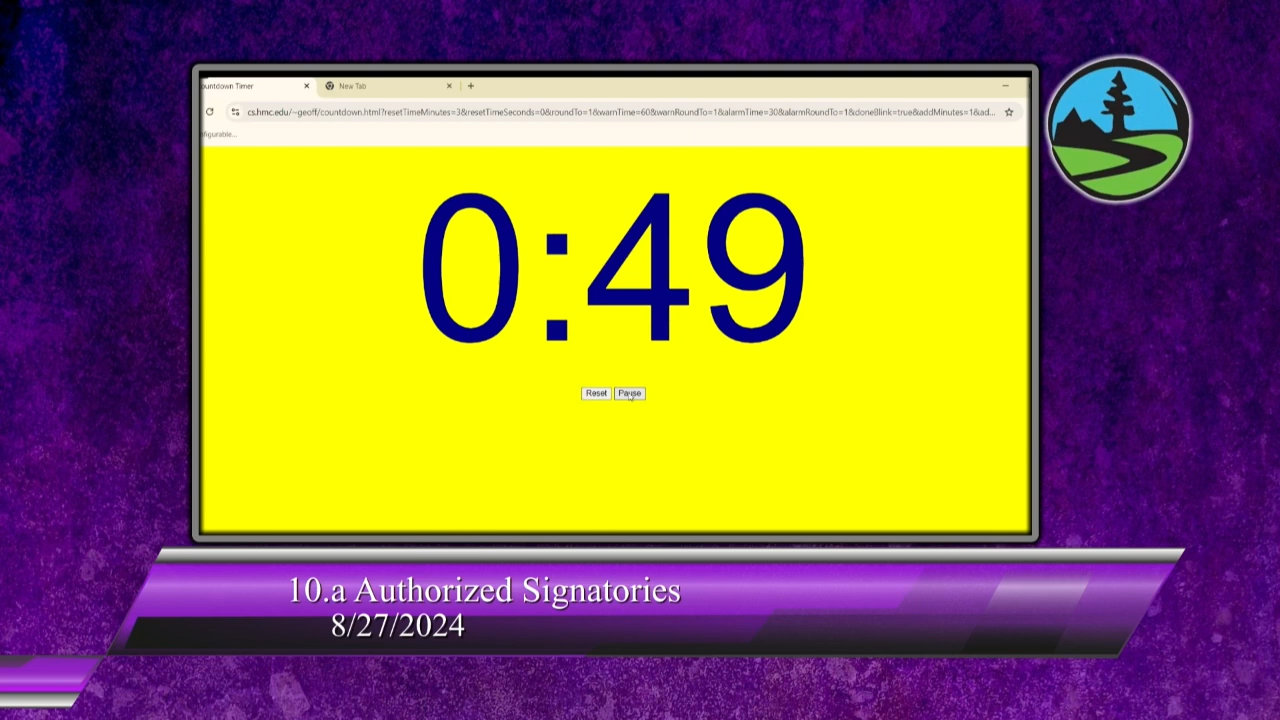 ountdown Timer
New Tab
cs.hmc.edu/~geoff/countdown.html?resetTimeMinutes=3&resetTimeSeconds=0&roundTo=1&warnTime=60&warnRoundTo=1&alarmTime=30&alarmRoundTo=1&doneBlink=true&addMinutes=1&ad...
nfigurable...
0:49
Reset Pause
10.a Authorized Signatories
8/27/2024